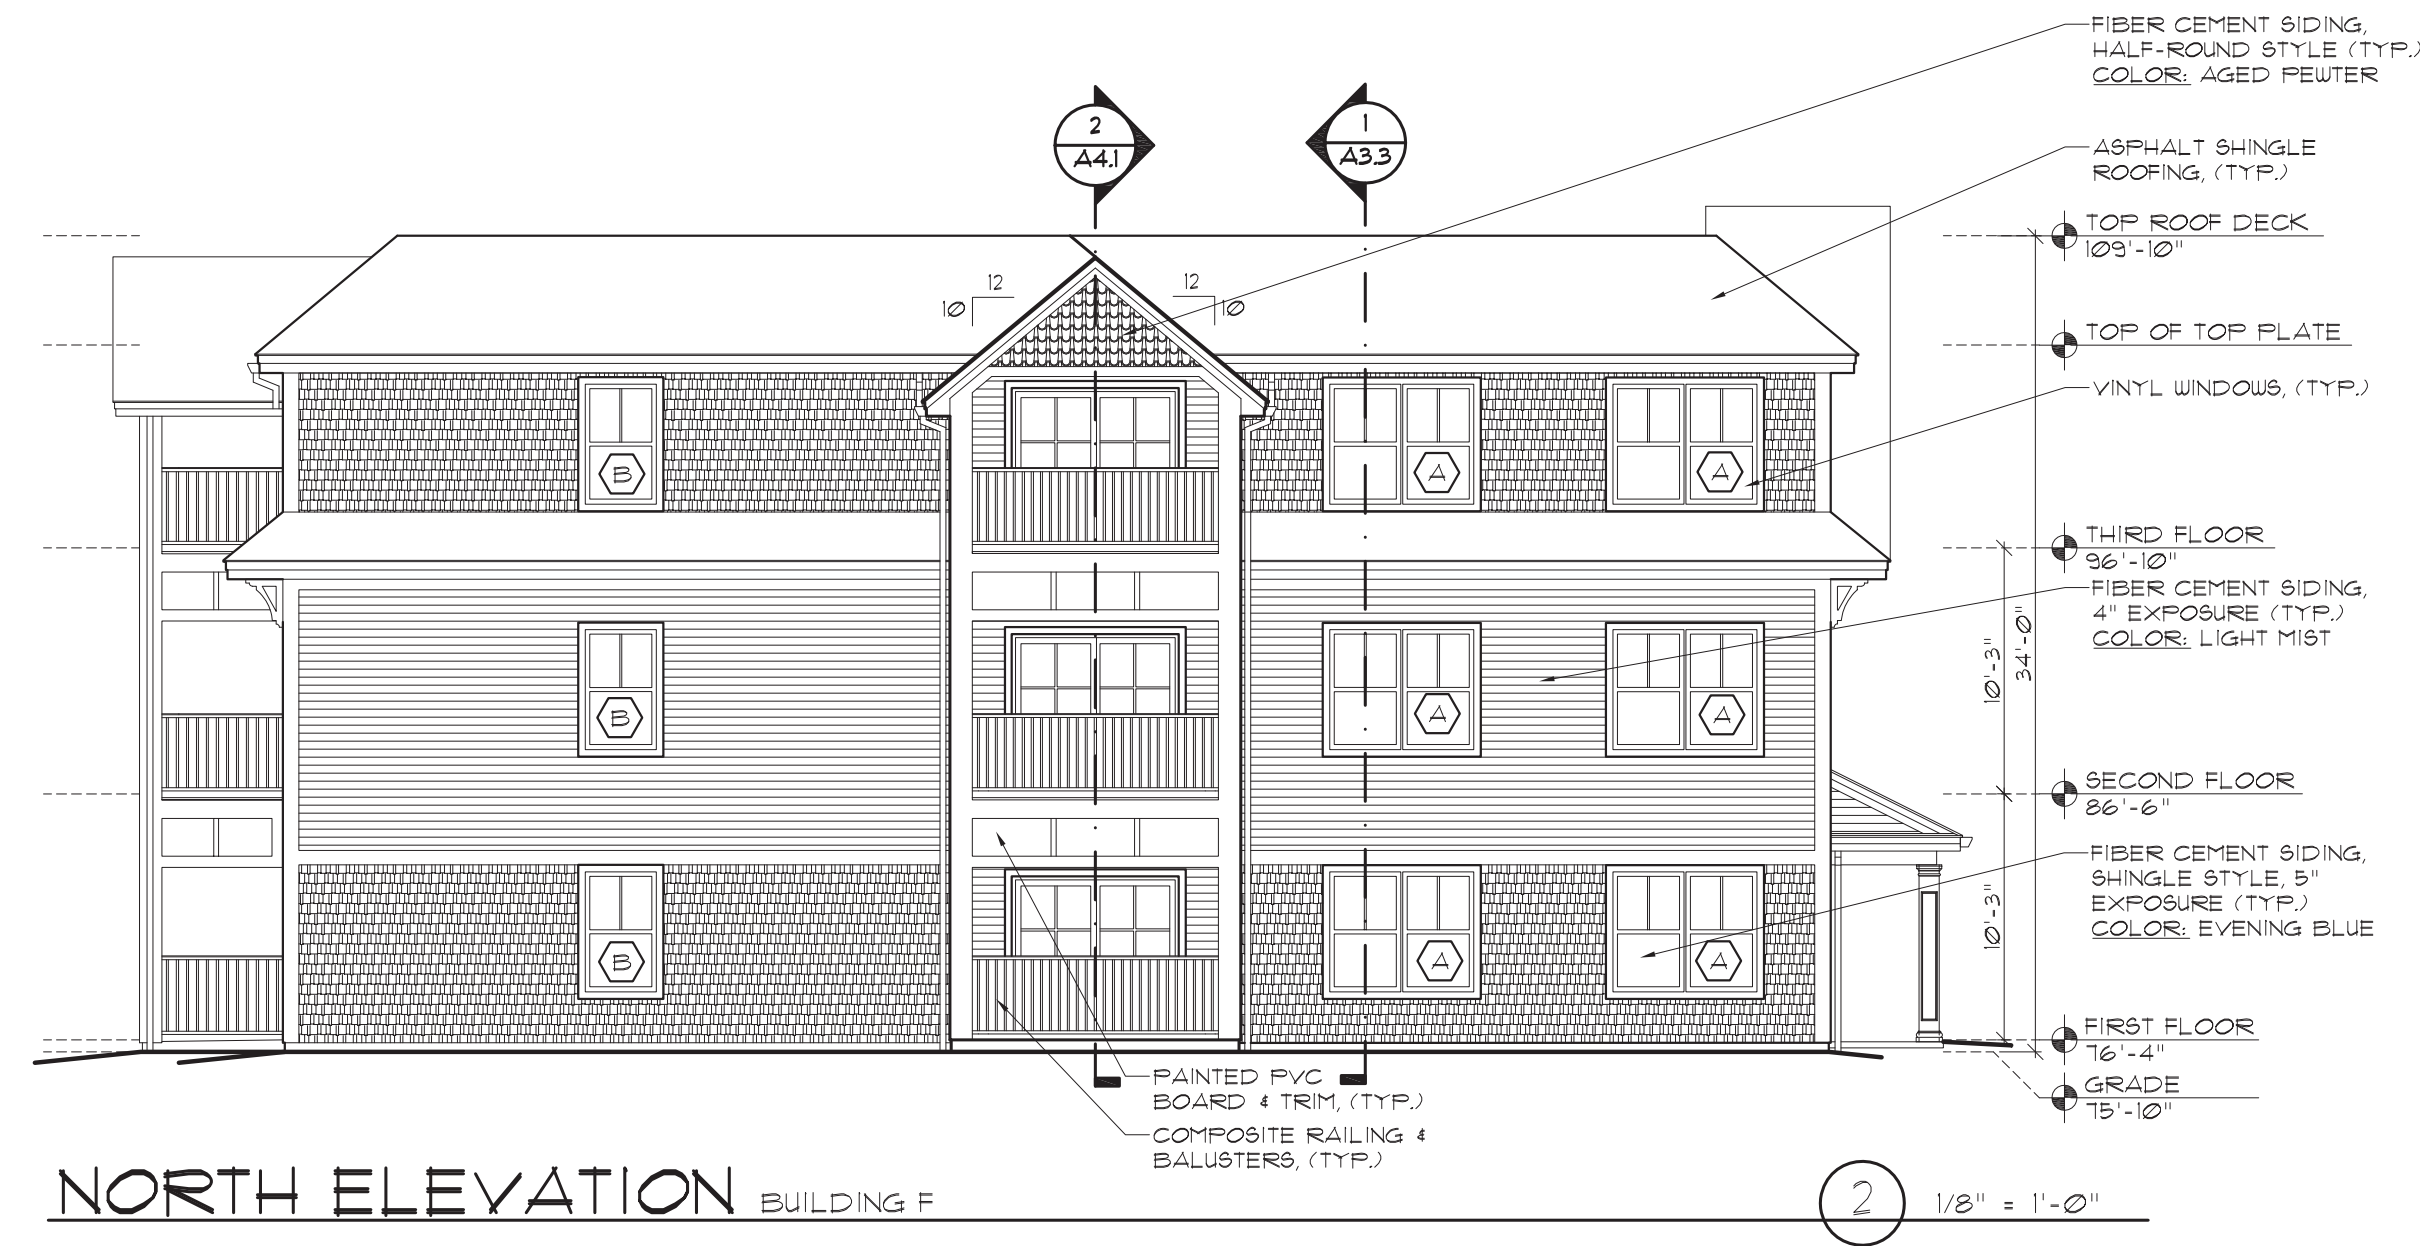 FIBER CEMENT SIDING,
HALF-ROUND STYLE (TYP.)
COLOR: AGED PEWTER
2
A4.1
1
A3.3
ASPHALT SHINGLE
ROOFING, (TYP.)
TOP ROOF DECK
109'-10"
12
10
12
10
TOP OF TOP PLATE
VINYL WINDOWS, (TYP.)
B
A
A
THIRD FLOOR
96'-10"
FIBER CEMENT SIDING,
4" EXPOSURE (TYP.)
COLOR: LIGHT MIST
10'-3"
34'-0"
B
A
A
SECOND FLOOR
86'-6"
FIBER CEMENT SIDING,
SHINGLE STYLE, 5"
EXPOSURE (TYP.)
COLOR: EVENING BLUE
10'-3"
B
A
A
FIRST FLOOR
76'-4"
GRADE
75'-10"
PAINTED PVC
BOARD & TRIM, (TYP.)
COMPOSITE RAILING &
BALUSTERS, (TYP.)
NORTH ELEVATION BUILDING F
2
1/8" = 1'-0"